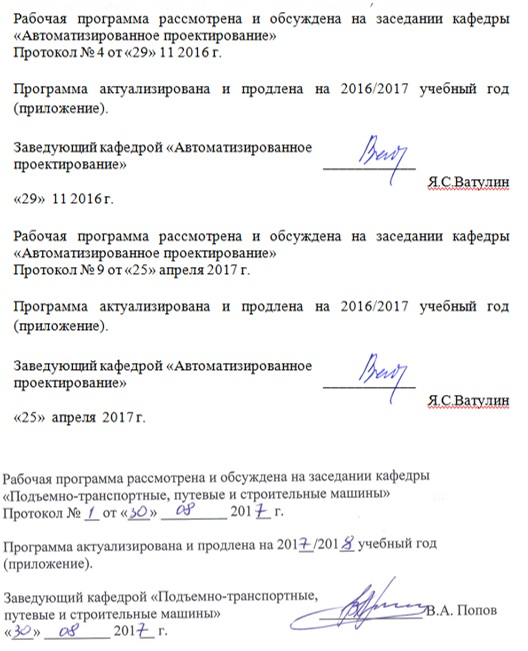 Рабочая программа рассмотрена и обсуждена на заседании кафедры
«Автоматизированное проектирование»
Протокол № 4 от «29» 11 2016 г.
Программа актуализирована и продлена на 2016/2017 учебный год
(приложение).
Заведующий кафедрой «Автоматизированное
проектирование»
Я.С.Ватулин
«29» 11 2016 г.
Рабочая программа рассмотрена и обсуждена на заседании кафедры
«Автоматизированное проектирование»
Протокол № 9 от «25» апреля 2017 г.
Программа актуализирована и продлена на 2016/2017 учебный год
(приложение).
Заведующий кафедрой «Автоматизированное
проектирование»
Я.С.Ватулин
«25» апреля 2017 г.
Рабочая программа рассмотрена и обсуждена на заседании кафедры
«Подъемно-транспортные, путевые и строительные машины»
Протокол № 1 от «30» 08 2017 г.
Программа актуализирована и продлена на 2017/2018 учебный год
(приложение).
Заведующий кафедрой «Подъемно-транспортные,
путевые и строительные машины»
В.А. Попов
«30» 08 2017 г.